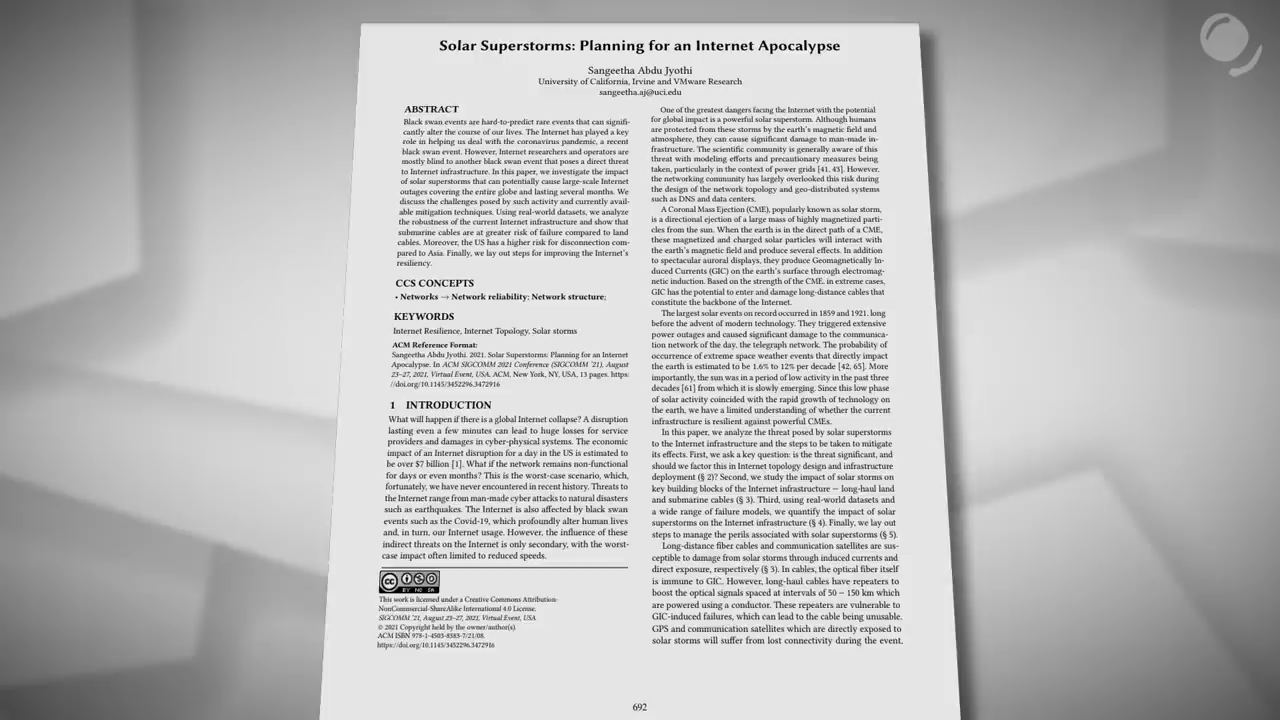 Solar Superstorms: Planning for an Internet Apocalypse
Sangeetha Abdu Jyothi
University of California, Irvine and VMware Research
sangeetha.aj@uci.edu
ABSTRACT
Black swan events are hard-to-predict rare events that can signifi-
cantly alter the course of our lives. The Internet has played a key
role in helping us deal with the coronavirus pandemic, a recent
black swan event. However, Internet researchers and operators are
mostly blind to another black swan event that poses a direct threat
to Internet infrastructure. In this paper, we investigate the impact
of solar superstorms that can potentially cause large-scale Internet
outages covering the entire globe and lasting several months. We
discuss the challenges posed by such activity and currently avail-
able mitigation techniques. Using real-world datasets, we analyze
the robustness of the current Internet infrastructure and show that
submarine cables are at greater risk of failure compared to land
cables. Moreover, the US has a higher risk for disconnection com-
pared to Asia. Finally, we lay out steps for improving the Internet's
resiliency.
CCS CONCEPTS
• Networks → Network reliability; Network structure;
KEYWORDS
Internet Resilience, Internet Topology, Solar storms
ACM Reference Format:
Sangeetha Abdu Jyothi. 2021. Solar Superstorms: Planning for an Internet
Apocalypse. In ACM SIGCOMM 2021 Conference (SIGCOMM '21), August
23–27, 2021, Virtual Event, USA. ACM, New York, NY, USA, 13 pages. https:
//doi.org/10.1145/3452296.3472916
1 INTRODUCTION
What will happen if there is a global Internet collapse? A disruption
lasting even a few minutes can lead to huge losses for service
providers and damages in cyber-physical systems. The economic
impact of an Internet disruption for a day in the US is estimated to
be over $7 billion [1]. What if the network remains non-functional
for days or even months? This is the worst-case scenario, which,
fortunately, we have never encountered in recent history. Threats to
the Internet range from man-made cyber attacks to natural disasters
such as earthquakes. The Internet is also affected by black swan
events such as the Covid-19, which profoundly alter human lives
and, in turn, our Internet usage. However, the influence of these
indirect threats on the Internet is only secondary, with the worst-
case impact often limited to reduced speeds.
cc
BY NC SA
This work is licensed under a Creative Commons Attribution-
NonCommercial-ShareAlike International 4.0 License.
SIGCOMM '21, August 23–27, 2021, Virtual Event, USA
© 2021 Copyright held by the owner/author(s).
ACM ISBN 978-1-4503-8383-7/21/08.
https://doi.org/10.1145/3452296.3472916
One of the greatest dangers facing the Internet with the potential
for global impact is a powerful solar superstorm. Although humans
are protected from these storms by the earth's magnetic field and
atmosphere, they can cause significant damage to man-made in-
frastructure. The scientific community is generally aware of this
threat with modeling efforts and precautionary measures being
taken, particularly in the context of power grids [41, 43]. However,
the networking community has largely overlooked this risk during
the design of the network topology and geo-distributed systems
such as DNS and data centers.
A Coronal Mass Ejection (CME), popularly known as solar storm,
is a directional ejection of a large mass of highly magnetized parti-
cles from the sun. When the earth is in the direct path of a CME,
these magnetized and charged solar particles will interact with
the earth's magnetic field and produce several effects. In addition
to spectacular auroral displays, they produce Geomagnetically In-
duced Currents (GIC) on the earth's surface through electromag-
netic induction. Based on the strength of the CME, in extreme cases,
GIC has the potential to enter and damage long-distance cables that
constitute the backbone of the Internet.
The largest solar events on record occurred in 1859 and 1921, long
before the advent of modern technology. They triggered extensive
power outages and caused significant damage to the communica-
tion network of the day, the telegraph network. The probability of
occurrence of extreme space weather events that directly impact
the earth is estimated to be 1.6% to 12% per decade [42, 65]. More
importantly, the sun was in a period of low activity in the past three
decades [61] from which it is slowly emerging. Since this low phase
of solar activity coincided with the rapid growth of technology on
the earth, we have a limited understanding of whether the current
infrastructure is resilient against powerful CMEs.
In this paper, we analyze the threat posed by solar superstorms
to the Internet infrastructure and the steps to be taken to mitigate
its effects. First, we ask a key question: is the threat significant, and
should we factor this in Internet topology design and infrastructure
deployment (§ 2)? Second, we study the impact of solar storms on
key building blocks of the Internet infrastructure — long-haul land
and submarine cables (§ 3). Third, using real-world datasets and
a wide range of failure models, we quantify the impact of solar
superstorms on the Internet infrastructure (§ 4). Finally, we lay out
steps to manage the perils associated with solar superstorms (§ 5).
Long-distance fiber cables and communication satellites are sus-
ceptible to damage from solar storms through induced currents and
direct exposure, respectively (§ 3). In cables, the optical fiber itself
is immune to GIC. However, long-haul cables have repeaters to
boost the optical signals spaced at intervals of 50 – 150 km which
are powered using a conductor. These repeaters are vulnerable to
GIC-induced failures, which can lead to the cable being unusable.
GPS and communication satellites which are directly exposed to
solar storms will suffer from lost connectivity during the event.
692